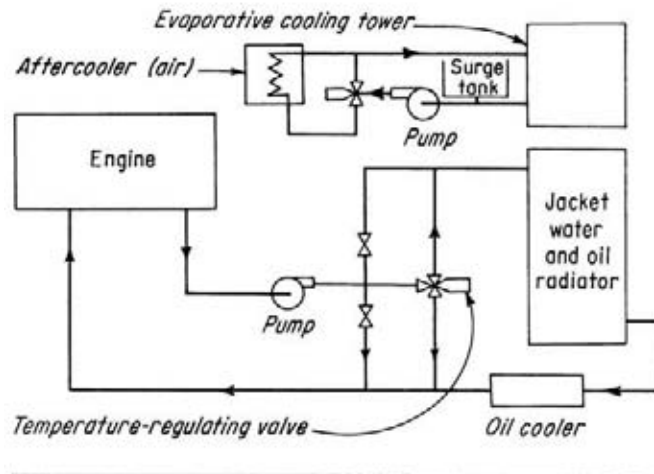 Evaporative cooling tower
Aftercooler (air)
Surge
tank
Pump
Engine
Jacket
water
and oil
radiator
Pump
Temperature-regulating valve
Oil cooler